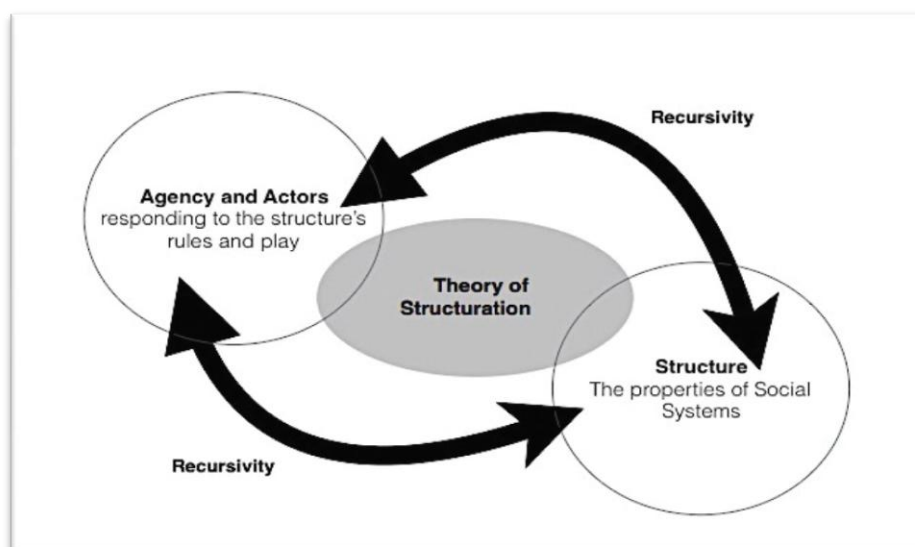 Recursivity
Agency and Actors
responding to the structure's
rules and play
Theory of
Structuration
Structure
The properties of Social
Systems
Recursivity